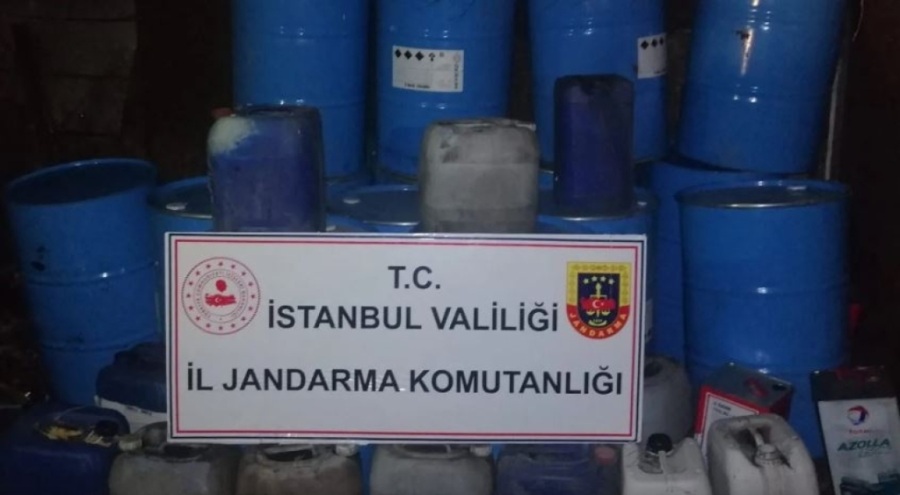 T.C.
İSTANBUL VALİLİĞİ
İL JANDARMA KOMUTANLIĞI
JANDARMA
AZOLLA